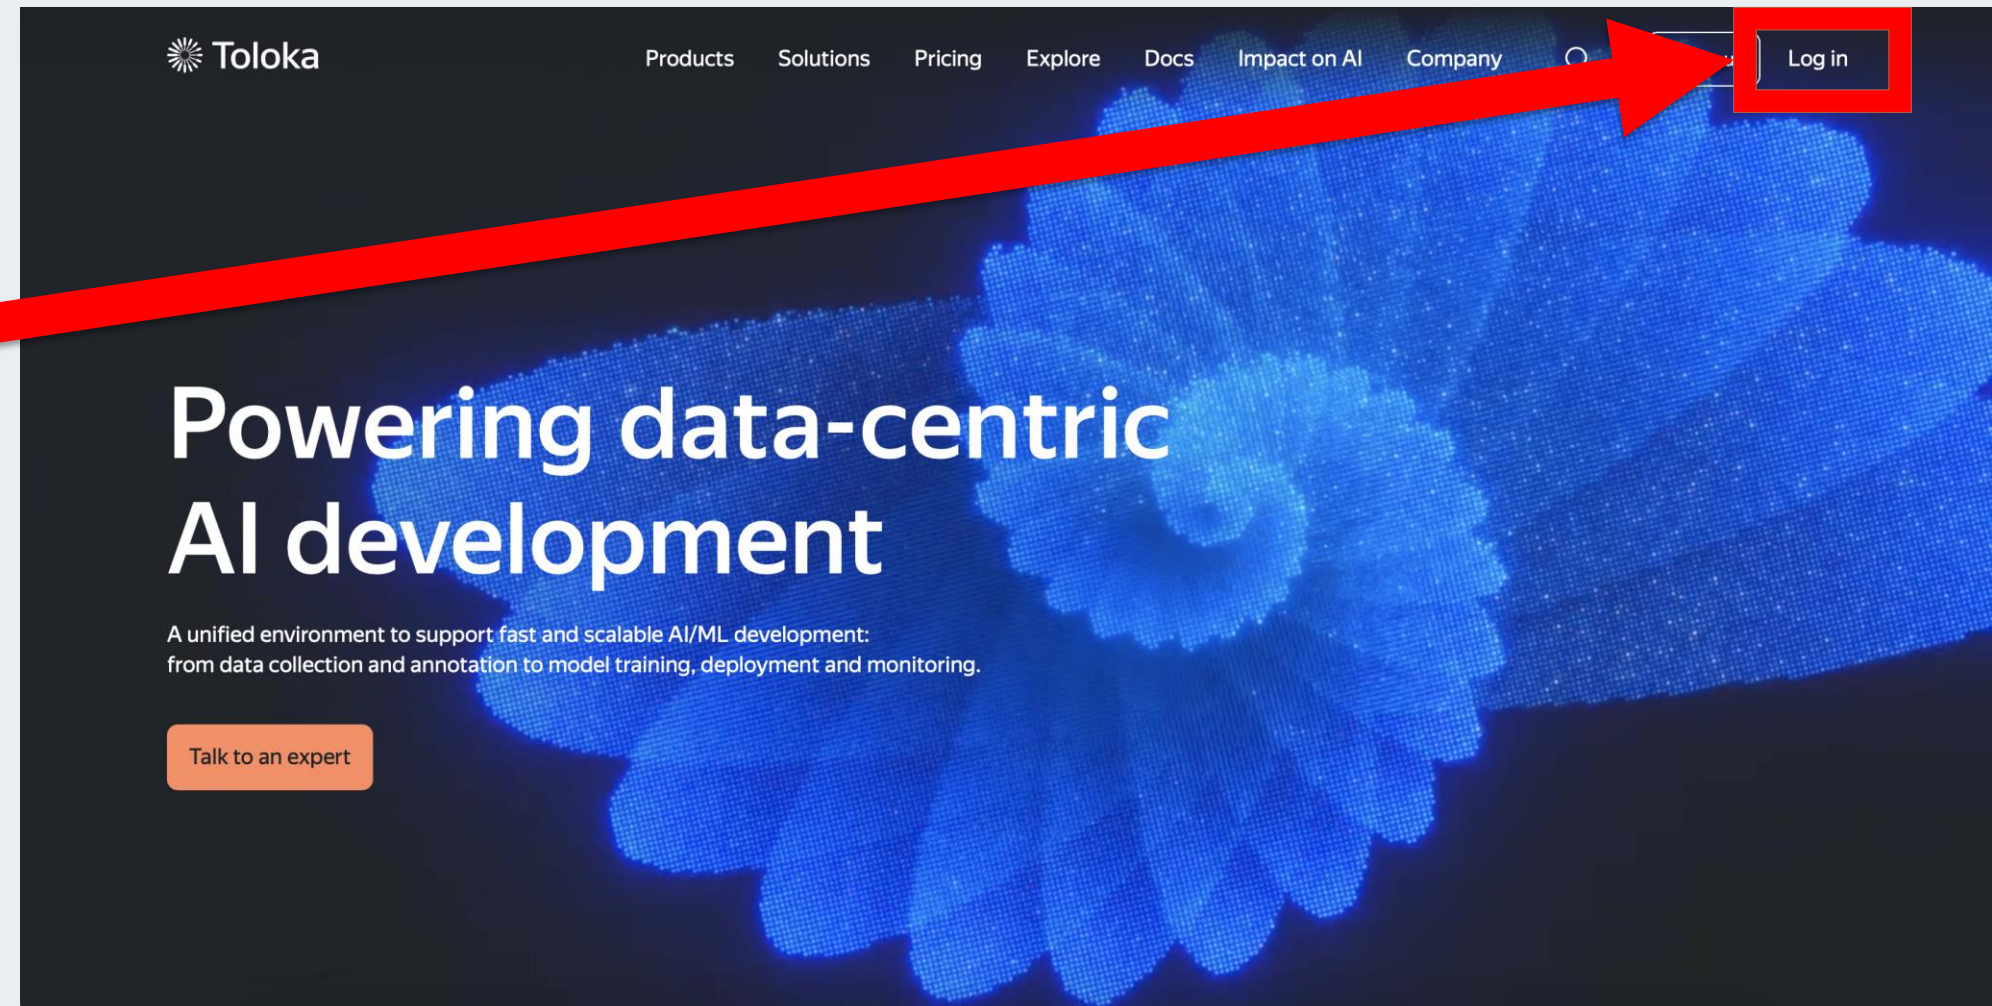 Toloka
Products Solutions Pricing Explore Docs Impact on AI Company Log in
Powering data-centric
AI development
A unified environment to support fast and scalable AI/ML development:
from data collection and annotation to model training, deployment and monitoring.
Talk to an expert